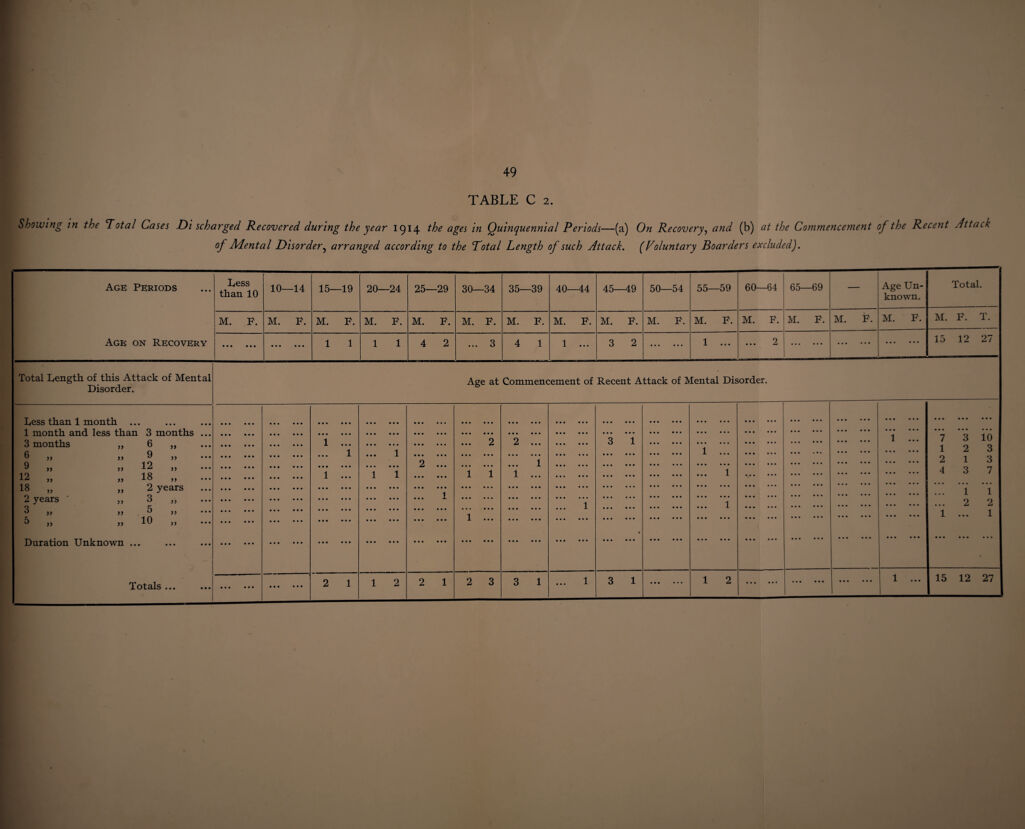 49
TABLE C 2.
Showing in the Total Cases Di scharged Recovered during the year 1914 the ages in Quinquennial Periods—(a) On Recovery, and (b) at the Commencement of the Recent Attack
of Mental Disorder, arranged according to the Total Length of such Attack. (Voluntary Boarders excluded).
AGE PERIODS ... Less than 10 10—14 15—19 20—24 25—29 30—34 35—39 40—44 45—49 50—54 55—59 60—64 65—69 — Age Un-known. Total.
M. F. M. F. M. F. M. F. M. F. M. F. M. F. M. F. M. F. M. F. M. F. M. F. M. F. M. F. M. F. M. F. T.
AGE ON RECOVERY ... ... ... ... 1 1 1 1 4 2 ... 3 4 1 1 ... 3 2 ... ... 1 ... ... 2 ... ... ... ... ... ... 15 12 27
Total Length of this Attack of Mental
Disorder.
Age at Commencement of Recent Attack of Mental Disorder.
Less than 1 month ... ... ... ... ... ... ... ... ... ... ... ... ... ... ... ... ... ... ... ... ... ... ... ... ... ... ... ... ... ... ... ... ... ... ... ...
1 month and less than 3 months ... ... ... ... ... ... ... ... ... ... ... ... ... ... ... ... ... ... ... ... ... ... ... ... ... ... ... ... ... ... ... ... ... ...
3 months „ 6 „ ... ... ... ... ... 1 ... ... ... ... ... ... 2 2 ... ... ... 3 1 ... ... ... ... ... ... ... ... ... ... 1 ... 7 3 10
6 „ „ 9 „ ... ... ... ... ... ... 1 ... 1 ... ... ... ... ... ... ... ... ... ... ... ... 1 ... ... ... ... ... ... ... ... ... 1 2 3
9 „ „ 12 „ ... ... ... ... ... ... ... ... ... 2 ... ... ... ... 1 ... ... ... ... ... ... ... ... ... ... ... ... ... ... ... ... 2 1 3
12 „ „ 18 „ ... ... ... ... ... 1 ... 1 1 ... ... 1 1 1 ... ... ... ... ... ... ... ... 1 ... ... ... ... ... ... ... ... 4 3 7
18 „ „ 2 years ... ... ... ... ... ... ... ... ... ... ... ... ... ... ... ... ... ... ... ... ... ... ... ... ... ... ... ... ... ... ... ... ... ...
2 years „ 3 „ ... ... ... ... ... ... ... ... ... ... 1 ... ... ... ... ... ... ... ... ... ... ... ... ... ... ... ... ... ... ... ... ... 1 1
3 „ „ 5 „ ... ... ... ... ... ... ... ... ... ... ... ... ... ... ... ... 1 ... ... ... ... ... 1 ... ... ... ... ... ... ... ... ... 2 2
5 „ „ 10 „ ... ... ... ... ... ... ... ... ... ... ... 1 ... ... ... ... ... ... ... ... ... ... ... ... ... ... ... ... ... ... ... 1 ... 1
Duration Unknown ... ... ... ... ... ... ... ... ... ... ... ... ... ... ... ... ... ... ... ... ... ... ... ... ... ... ... ... ... ... ... ... ... ... ... ...
Totals ... ... ... ... ... ... 2 1 1 2 2 1 2 3 3 1 ... 1 3 1 ... ... 1 2 ... ... ... ... ... ... 1 ... 15 12 27